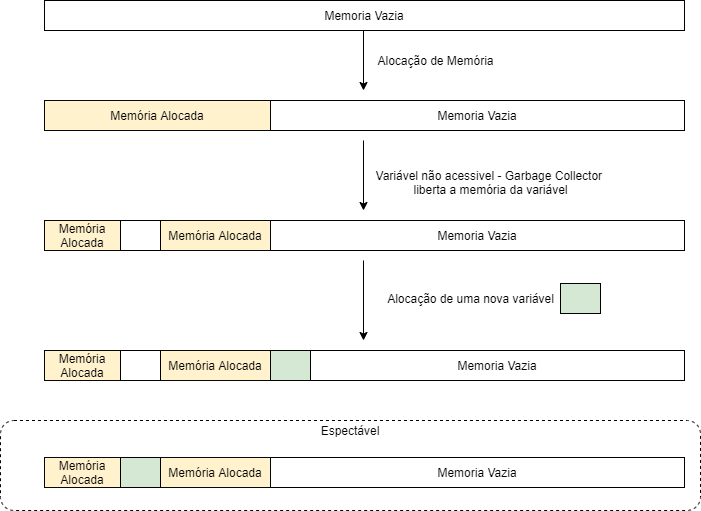 Memoria Vazia
Alocação de Memória
Memória Alocada
Memoria Vazia
Variável não acessivel - Garbage Collector
liberta a memória da variável
Memória
Alocada
Memória Alocada
Memoria Vazia
Alocação de uma nova variável
Memória
Alocada
Memória Alocada
Memoria Vazia
Espectável
Memória
Alocada
Memória Alocada
Memoria Vazia